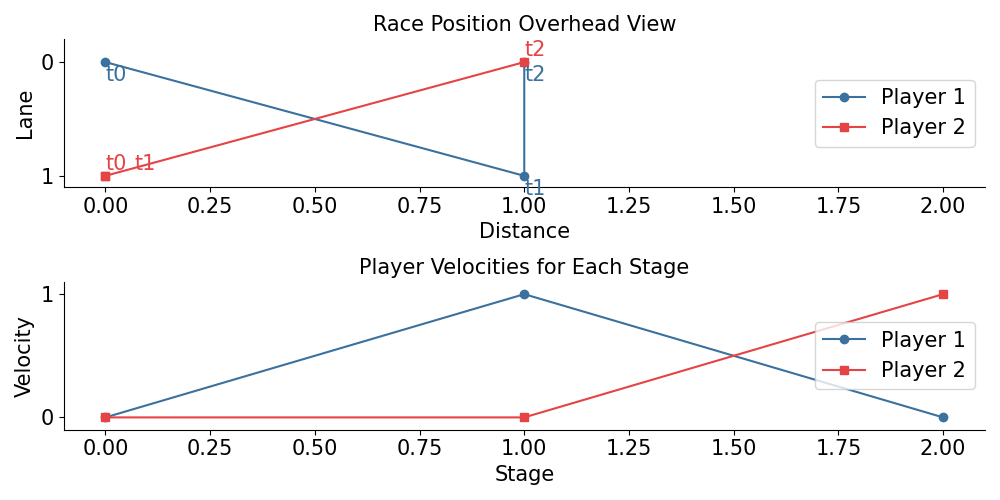 Race Position Overhead View
0
1
Lane
t0
t0
t1
t2
t2
t1
Player 1
Player 2
0.00 0.25 0.50 0.75 1.00 1.25 1.50 1.75 2.00
Distance
Player Velocities for Each Stage
1
0
Velocity
Player 1
Player 2
0.00 0.25 0.50 0.75 1.00 1.25 1.50 1.75 2.00
Stage